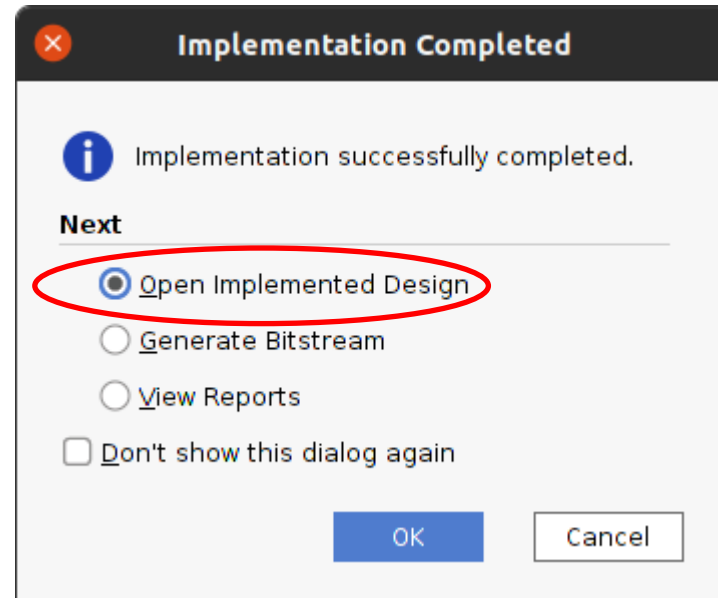 Implementation Completed
Implementation successfully completed.
Next
Open Implemented Design
Generate Bitstream
View Reports
Don't show this dialog again
OK
Cancel